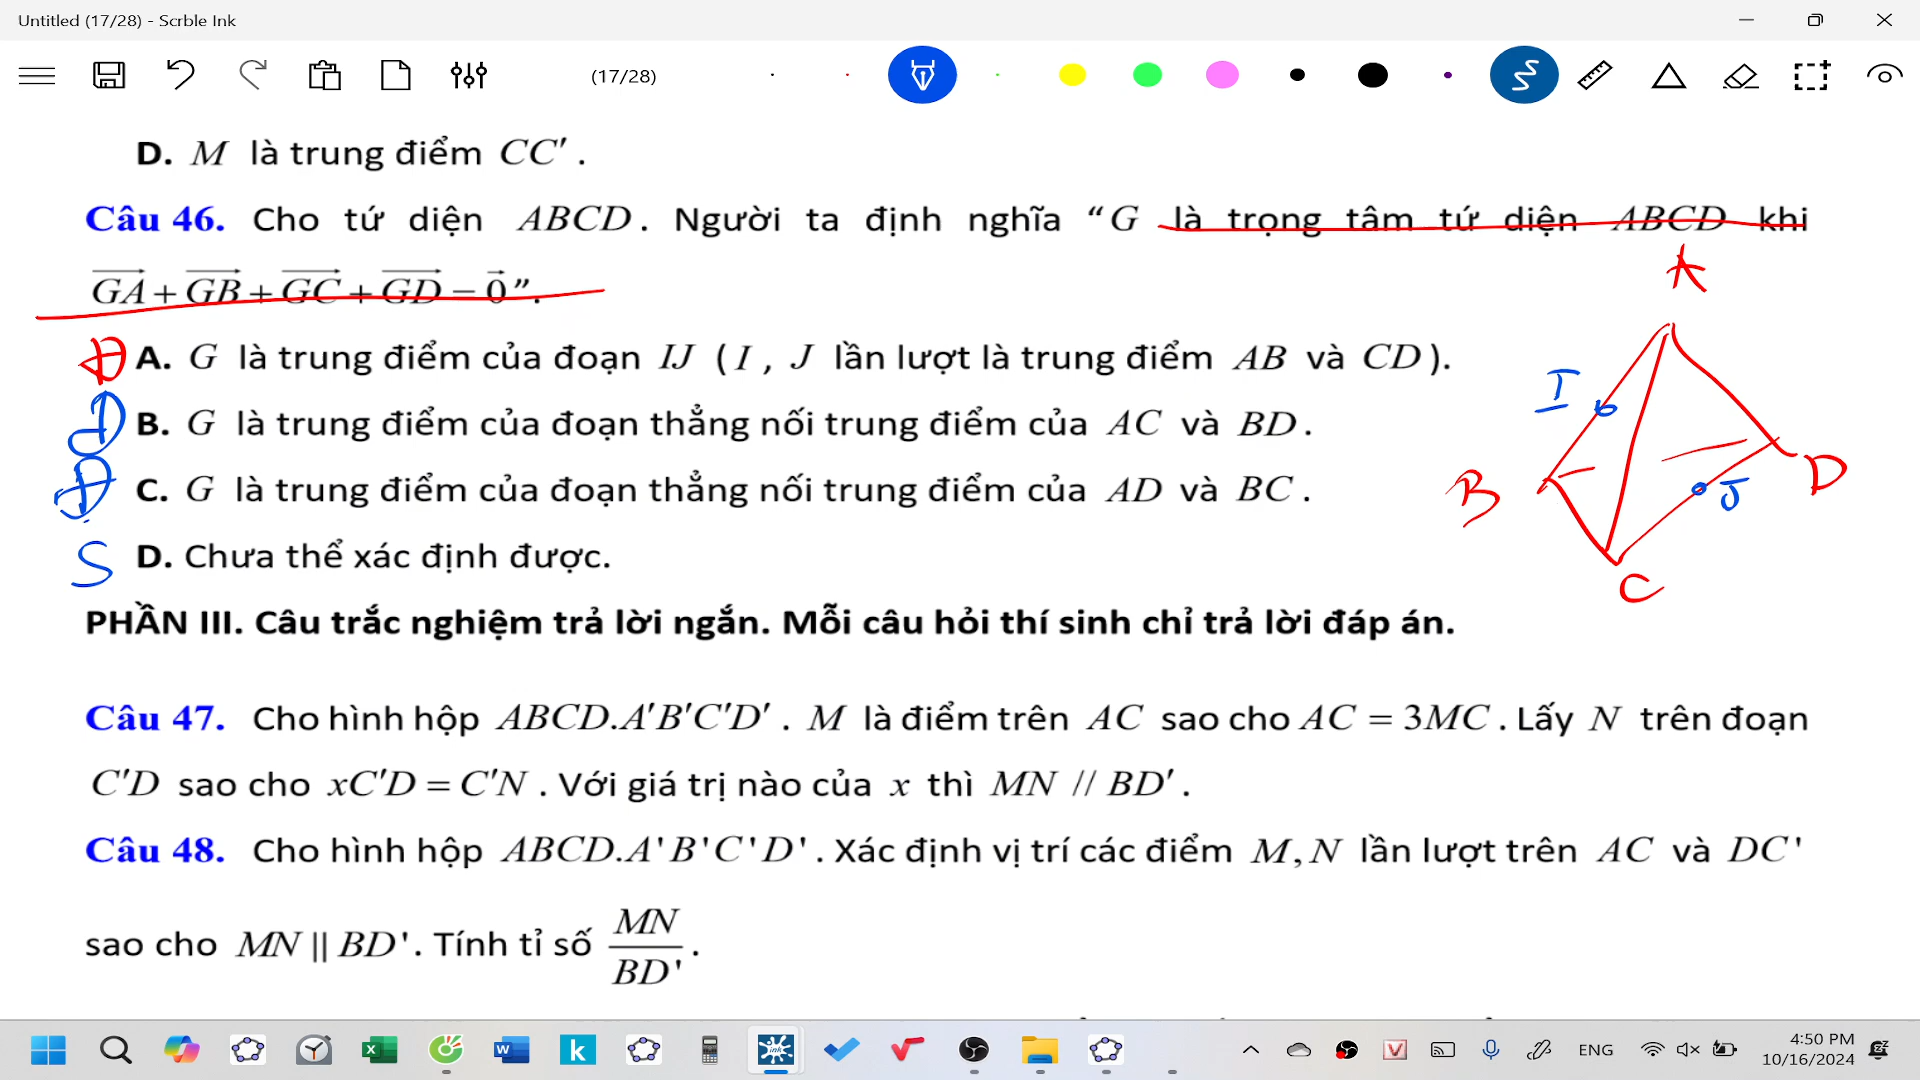 Untitled (17/28) - Scrble Ink
(17/28)
D. M là trung điểm CC′ .
Câu 46. Cho tứ diện ABCD. Người ta định nghĩa “G là trọng tâm tứ diện ABCD khi
GA + GB + GC + GD = 0 ”.
A
Đ A. G là trung điểm của đoạn IJ (I, J lần lượt là trung điểm AB và CD).
I
Đ B. G là trung điểm của đoạn thẳng nối trung điểm của AC và BD.
Đ C. G là trung điểm của đoạn thẳng nối trung điểm của AD và BC.
B J D
S D. Chưa thể xác định được.
C
PHẦN III. Câu trắc nghiệm trả lời ngắn. Mỗi câu hỏi thí sinh chỉ trả lời đáp án.
Câu 47. Cho hình hộp ABCD.A′B′C′D′ . M là điểm trên AC sao cho AC = 3MC. Lấy N trên đoạn
C′D sao cho xC′D = C′N . Với giá trị nào của x thì MN // BD′ .
Câu 48. Cho hình hộp ABCD.A'B'C'D'. Xác định vị trí các điểm M,N lần lượt trên AC và DC'
sao cho MN || BD'. Tính tỉ số MN/BD' .
ENG
4:50 PM
10/16/2024